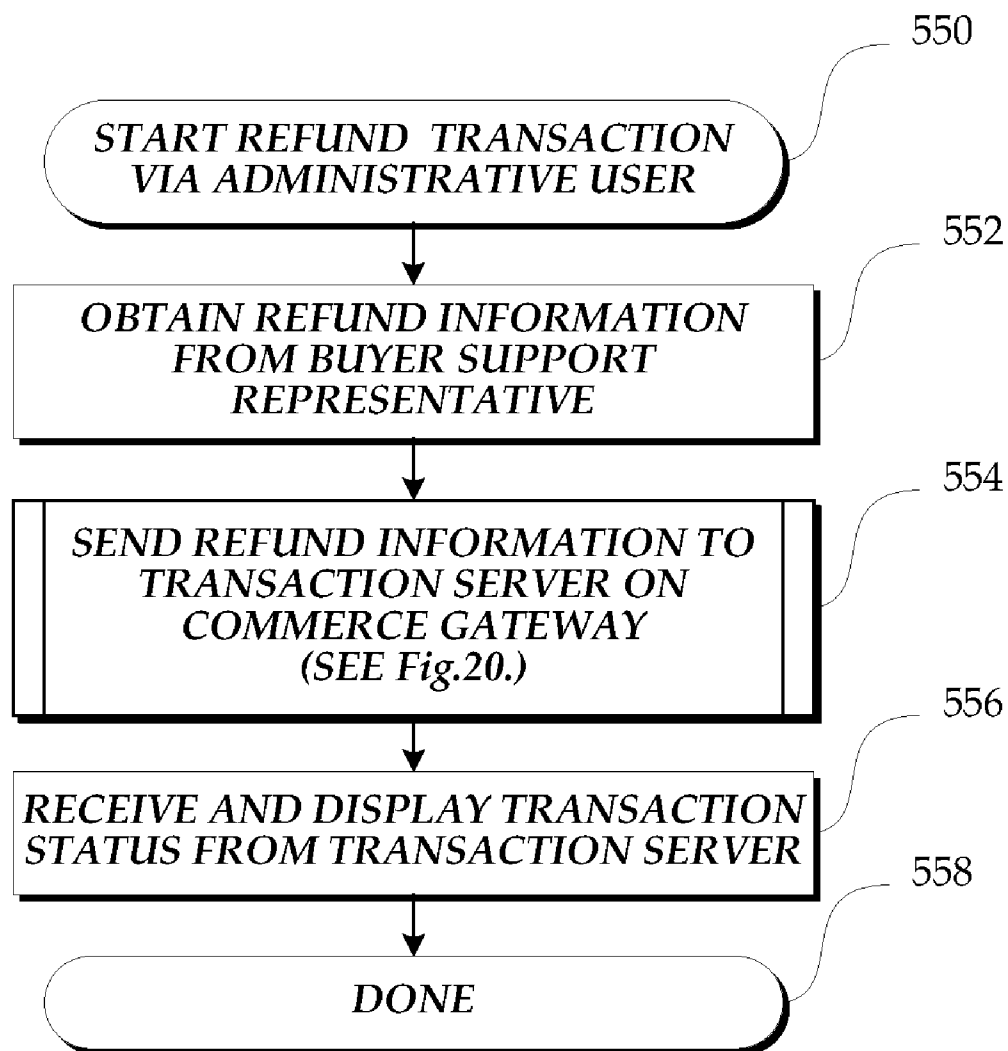 550
START REFUND TRANSACTION
VIA ADMINISTRATIVE USER
552
OBTAIN REFUND INFORMATION
FROM BUYER SUPPORT
REPRESENTATIVE
554
SEND REFUND INFORMATION TO
TRANSACTION SERVER ON
COMMERCE GATEWAY
(SEE Fig.20.)
556
RECEIVE AND DISPLAY TRANSACTION
STATUS FROM TRANSACTION SERVER
558
DONE